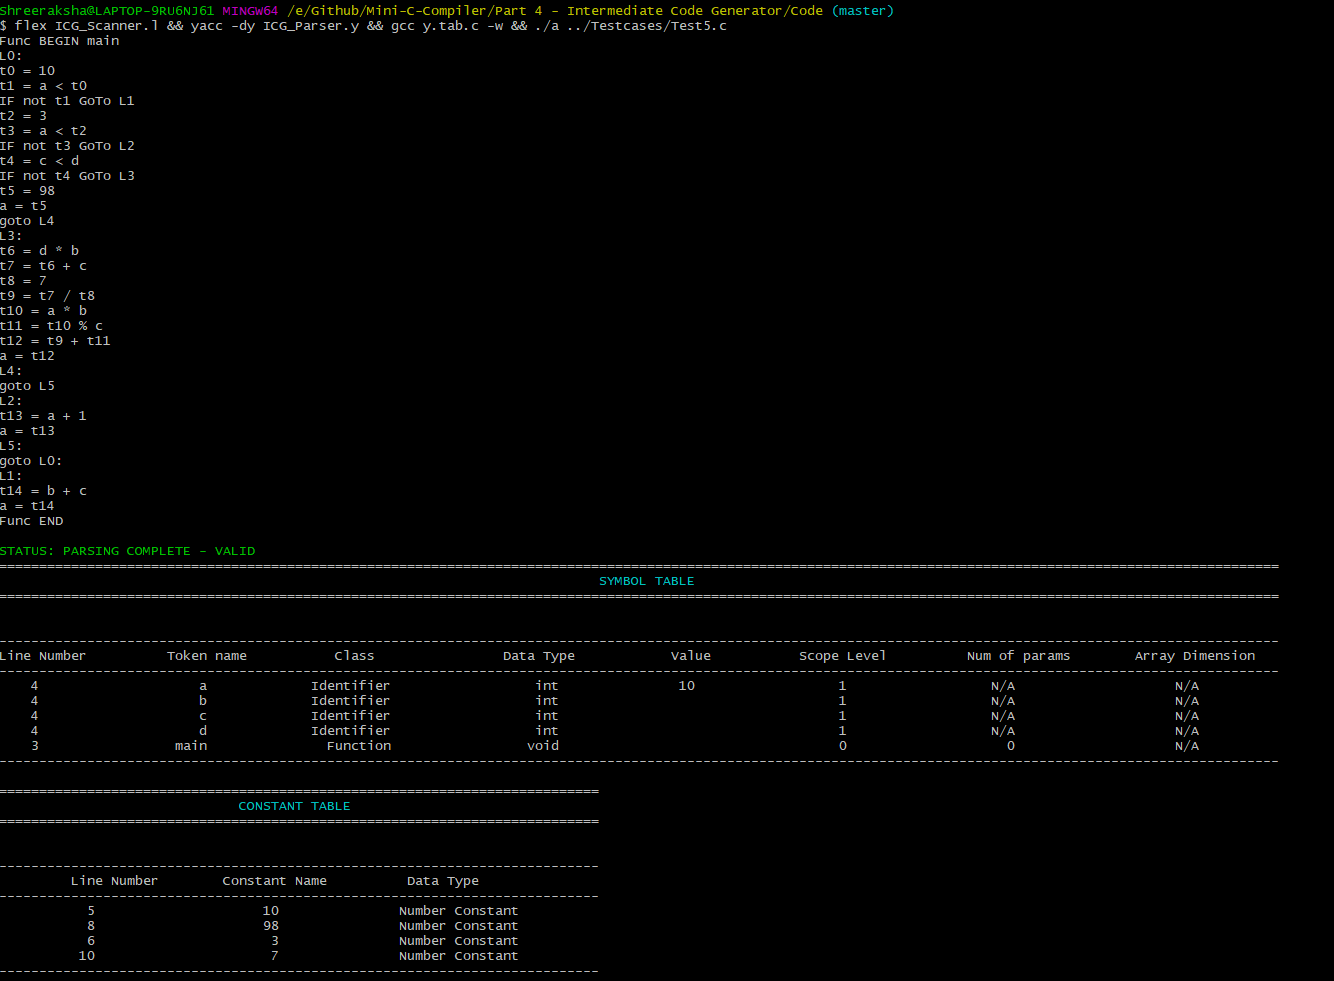 Shreeraksha@LAPTOP-9RU6NJ61 MINGW64 /e/Github/Mini-C-Compiler/Part 4 - Intermediate Code Generator/Code (master)
$ flex ICG_Scanner.l && yacc -dy ICG_Parser.y && gcc y.tab.c -w && ./a ../Testcases/Test5.c
Func BEGIN main
L0:
t0 = 10
t1 = a < t0
IF not t1 GoTo L1
t2 = 3
t3 = a < t2
IF not t3 GoTo L2
t4 = c < d
IF not t4 GoTo L3
t5 = 98
a = t5
goto L4
L3:
t6 = d * b
t7 = t6 + c
t8 = 7
t9 = t7 / t8
t10 = a * b
t11 = t10 % c
t12 = t9 + t11
a = t12
L4:
goto L5
L2:
t13 = a + 1
a = t13
L5:
goto L0:
L1:
t14 = b + c
a = t14
Func END
STATUS: PARSING COMPLETE - VALID
SYMBOL TABLE
Line Number Token name Class Data Type Value Scope Level Num of params Array Dimension
4 a Identifier int 10 1 N/A N/A
4 b Identifier int 1 N/A N/A
4 c Identifier int 1 N/A N/A
4 d Identifier int 1 N/A N/A
3 main Function void 0 0 N/A
CONSTANT TABLE
Line Number Constant Name Data Type
5 10 Number Constant
8 98 Number Constant
6 3 Number Constant
10 7 Number Constant